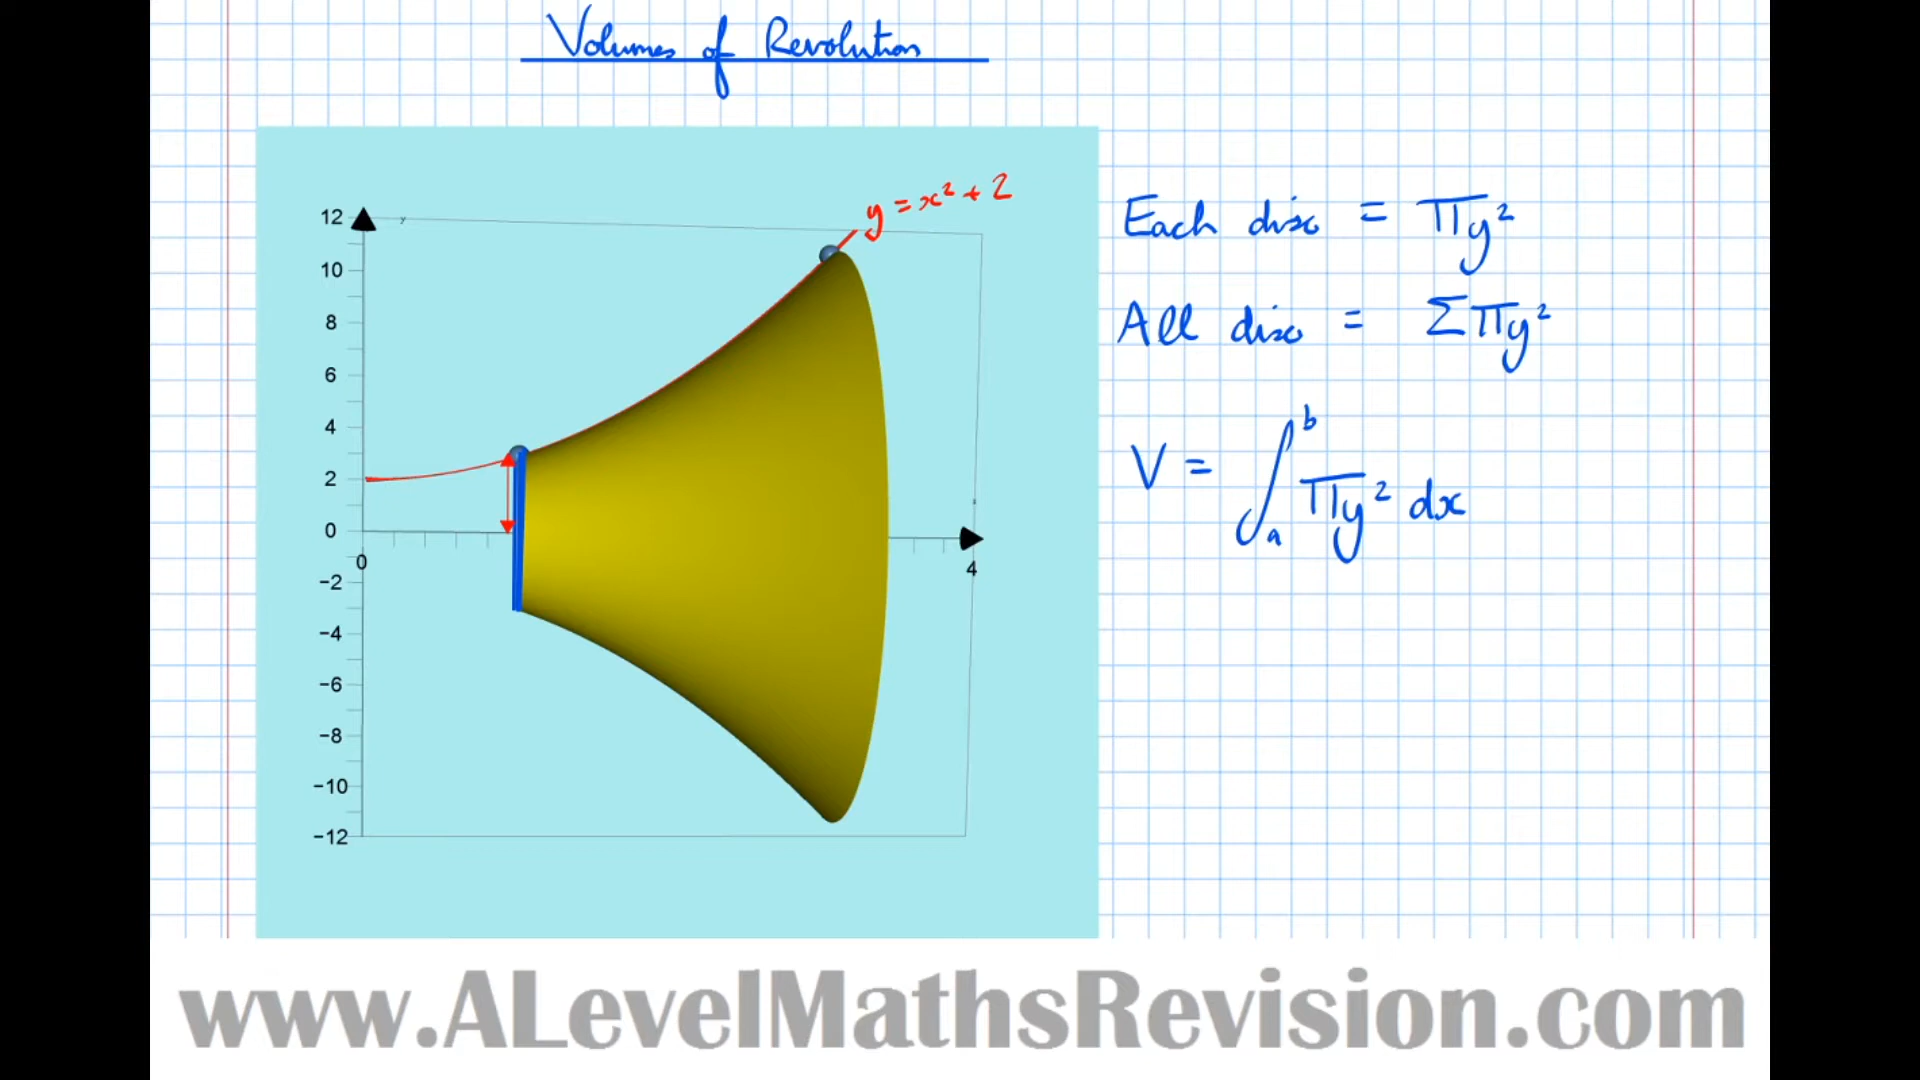 Volumes of Revolution
y = x² + 2
12
y
10
8
6
4
2
0
0
4
−2
−4
−6
−8
−10
−12
Each disc = πy²
All disc = Σπy²
V = ∫ₐᵇ πy² dx
www.ALevelMathsRevision.com